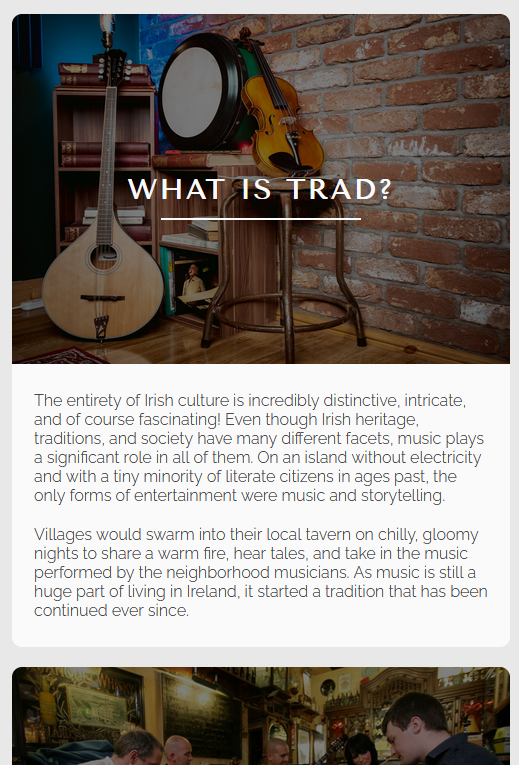 WHAT IS TRAD?
The entirety of Irish culture is incredibly distinctive, intricate,
and of course fascinating! Even though Irish heritage,
traditions, and society have many different facets, music plays
a significant role in all of them. On an island without electricity
and with a tiny minority of literate citizens in ages past, the
only forms of entertainment were music and storytelling.
Villages would swarm into their local tavern on chilly, gloomy
nights to share a warm fire, hear tales, and take in the music
performed by the neighborhood musicians. As music is still a
huge part of living in Ireland, it started a tradition that has been
continued ever since.